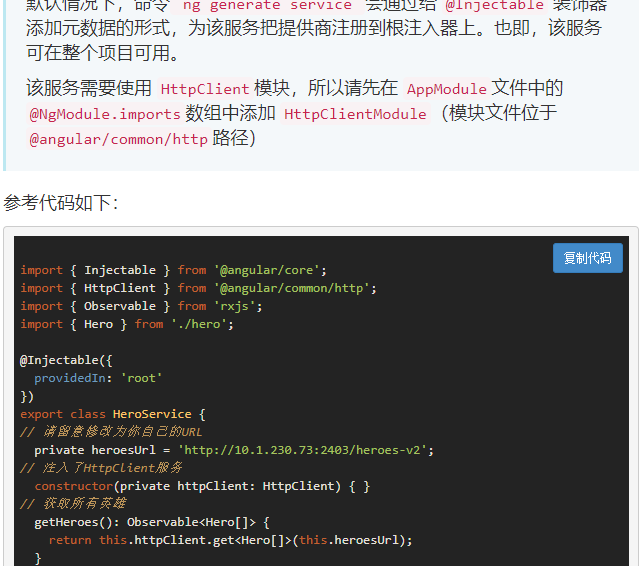 默认情况下，命令 ng generate service 会通过给 @Injectable 装饰器
添加元数据的形式，为该服务把提供商注册到根注入器上。也即，该服务
可在整个项目可用。
该服务需要使用 HttpClient 模块，所以请先在 AppModule 文件中的
@NgModule.imports 数组中添加 HttpClientModule（模块文件位于
@angular/common/http 路径）
参考代码如下：
复制代码
import { Injectable } from '@angular/core';
import { HttpClient } from '@angular/common/http';
import { Observable } from 'rxjs';
import { Hero } from './hero';
@Injectable({
  providedIn: 'root'
})
export class HeroService {
// 请留意修改为你自己的URL
  private heroesUrl = 'http://10.1.230.73:2403/heroes-v2';
// 注入了HttpClient服务
  constructor(private httpClient: HttpClient) { }
// 获取所有英雄
  getHeroes(): Observable<Hero[]> {
    return this.httpClient.get<Hero[]>(this.heroesUrl);
  }